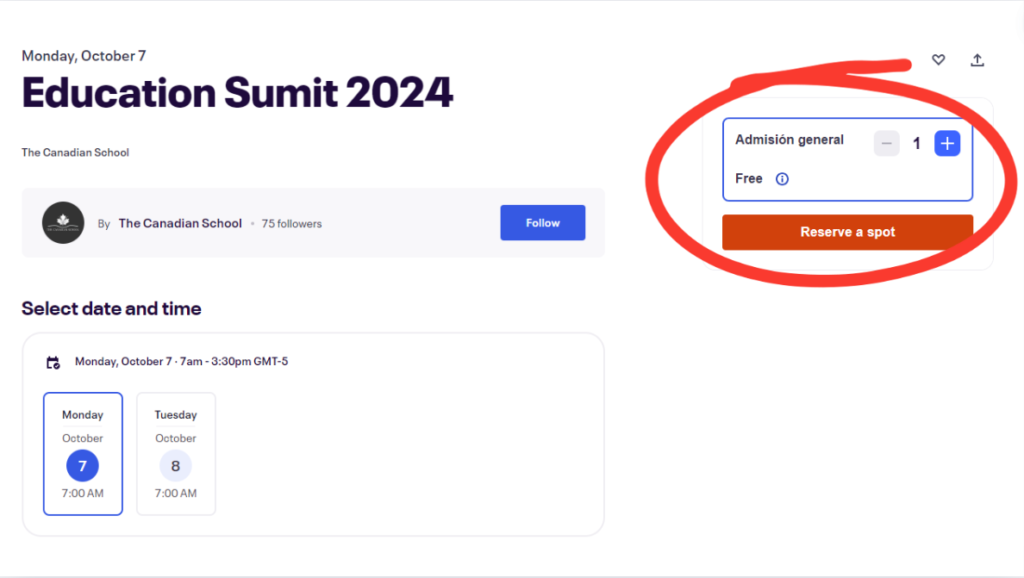 Monday, October 7
Education Sumit 2024
The Canadian School
By The Canadian School • 75 followers
Follow
Admisión general
1
Free
Reserve a spot
Select date and time
Monday, October 7 · 7am - 3:30pm GMT-5
Monday
October
7
7:00 AM
Tuesday
October
8
7:00 AM